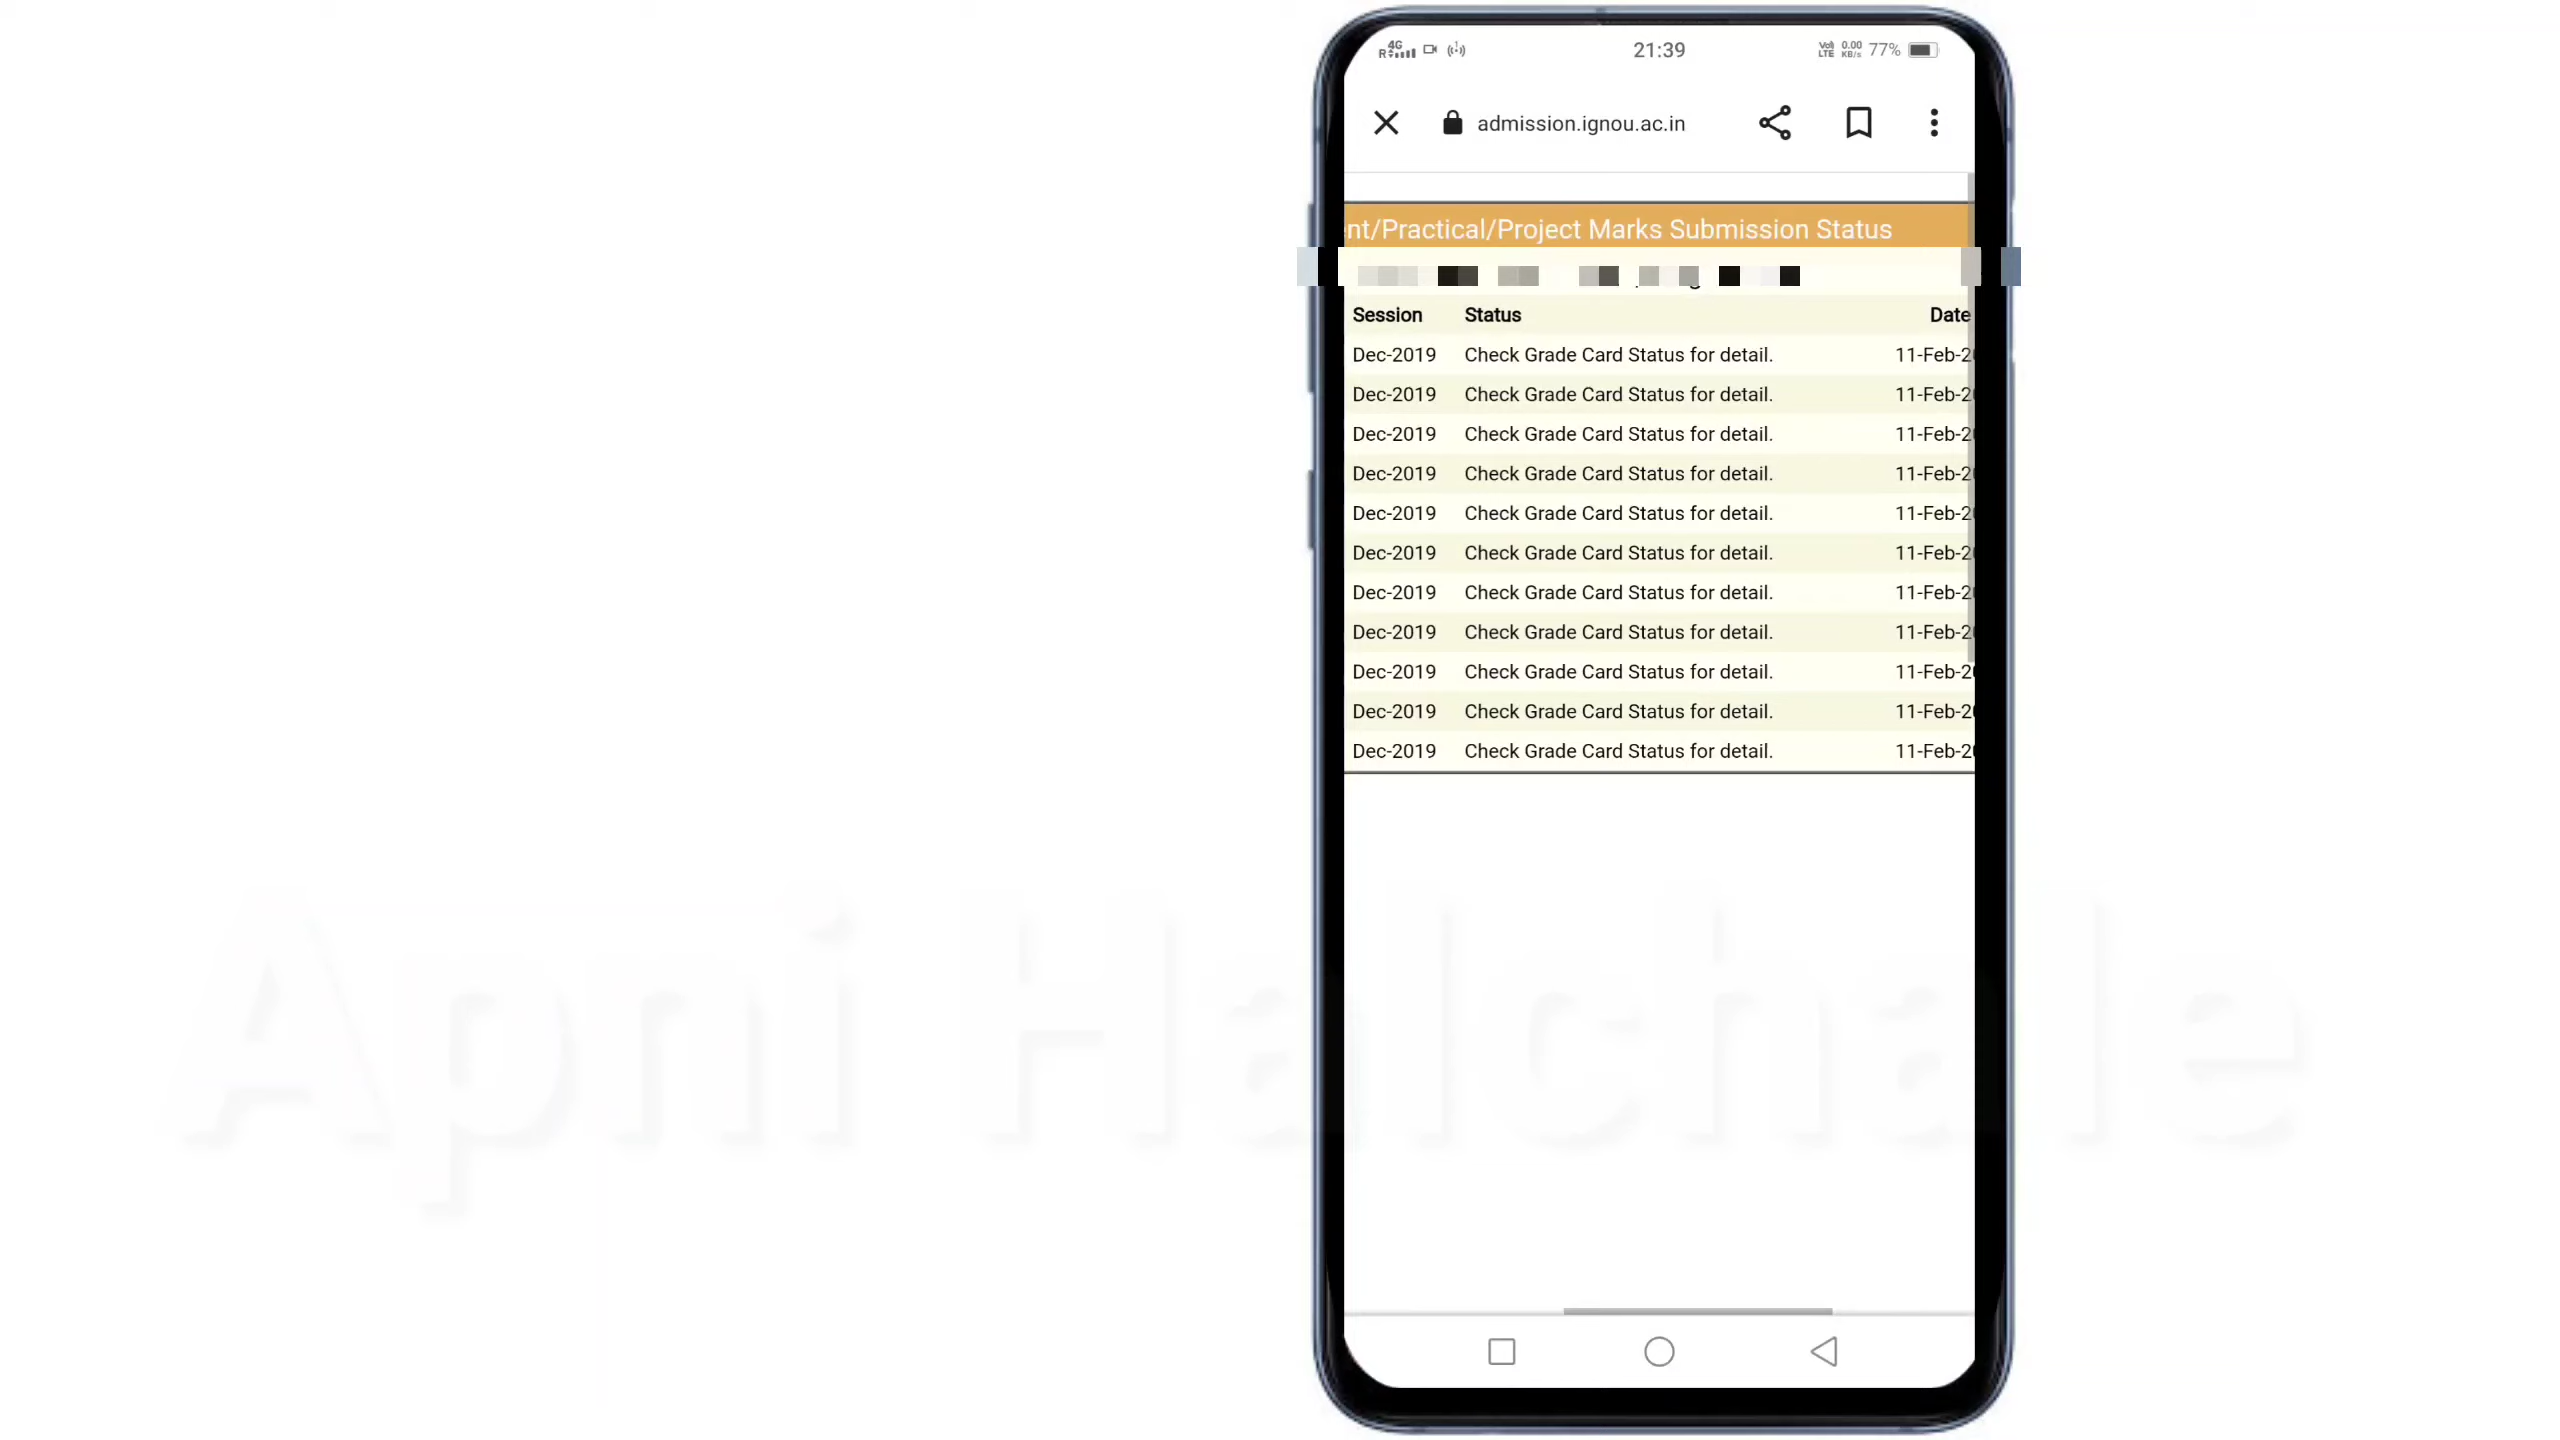 4G
R
21:39
Vo) 0.00
LTE KB/s
77%
admission.ignou.ac.in
nt/Practical/Project Marks Submission Status
Session Status Date
Dec-2019 Check Grade Card Status for detail. 11-Feb-2
Dec-2019 Check Grade Card Status for detail. 11-Feb-2
Dec-2019 Check Grade Card Status for detail. 11-Feb-2
Dec-2019 Check Grade Card Status for detail. 11-Feb-2
Dec-2019 Check Grade Card Status for detail. 11-Feb-2
Dec-2019 Check Grade Card Status for detail. 11-Feb-2
Dec-2019 Check Grade Card Status for detail. 11-Feb-2
Dec-2019 Check Grade Card Status for detail. 11-Feb-2
Dec-2019 Check Grade Card Status for detail. 11-Feb-2
Dec-2019 Check Grade Card Status for detail. 11-Feb-2
Dec-2019 Check Grade Card Status for detail. 11-Feb-2
Apni Halchale